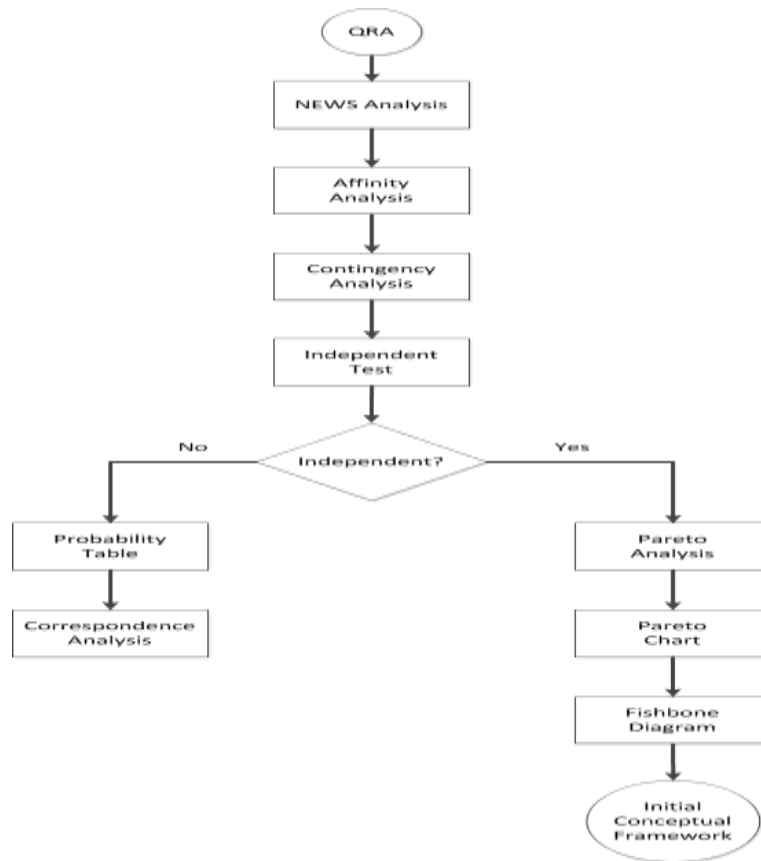 QRA
NEWS Analysis
Affinity
Analysis
Contingency
Analysis
Independent
Test
No
Independent?
Yes
Probability
Table
Pareto
Analysis
Correspondence
Analysis
Pareto
Chart
Fishbone
Diagram
Initial
Conceptual
Framework